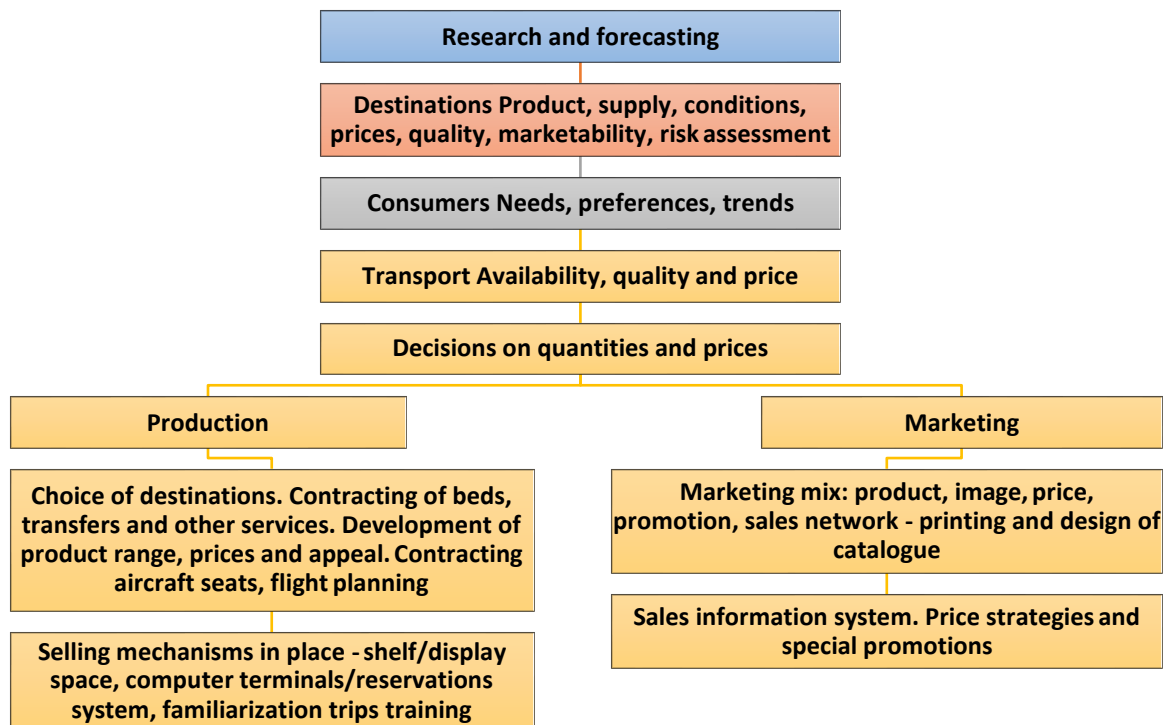 Research and forecasting
Destinations Product, supply, conditions,
prices, quality, marketability, risk assessment
Consumers Needs, preferences, trends
Transport Availability, quality and price
Decisions on quantities and prices
Production
Choice of destinations. Contracting of beds,
transfers and other services. Development of
product range, prices and appeal. Contracting
aircraft seats, flight planning
Selling mechanisms in place - shelf/display
space, computer terminals/reservations
system, familiarization trips training
Marketing
Marketing mix: product, image, price,
promotion, sales network - printing and design of
catalogue
Sales information system. Price strategies and
special promotions